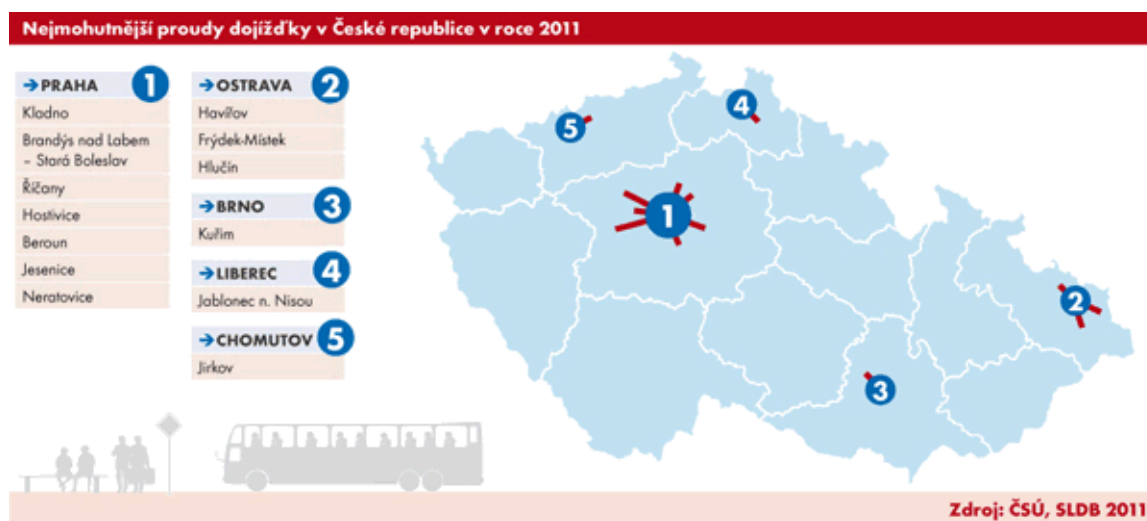 Nejmohutnější proudy dojížďky v České republice v roce 2011
→PRAHA 1
Kladno
Brandýs nad Labem
– Stará Boleslav
Říčany
Hostivice
Beroun
Jesenice
Neratovice
→OSTRAVA 2
Havířov
Frýdek-Místek
Hlučín
→BRNO 3
Kuřim
→LIBEREC 4
Jablonec n. Nisou
→CHOMUTOV 5
Jirkov
4
5
1
2
3
Zdroj: ČSÚ, SLDB 2011